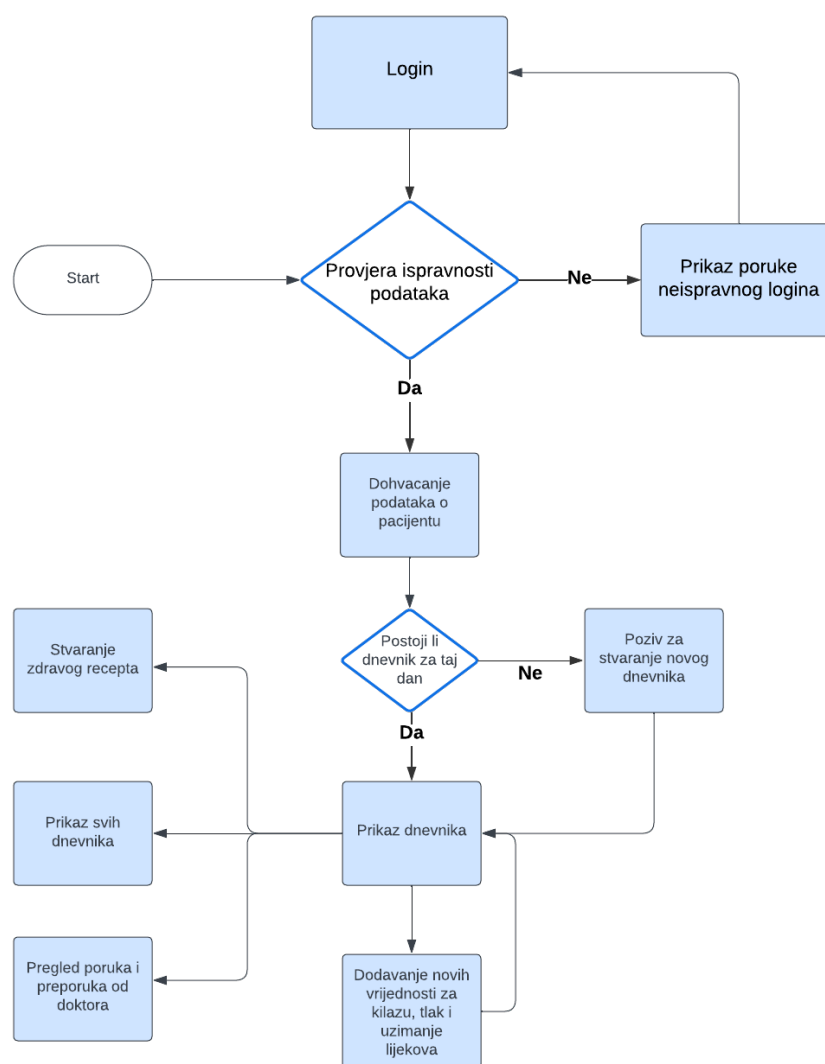 Login
Start
Provjera ispravnosti
podataka
Ne
Prikaz poruke
neispravnog logina
Da
Dohvacanje
podataka o
pacijentu
Stvaranje
zdravog recepta
Postoji li
dnevnik za taj
dan
Ne
Poziv za
stvaranje novog
dnevnika
Da
Prikaz svih
dnevnika
Prikaz dnevnika
Pregled poruka i
preporuka od
doktora
Dodavanje novih
vrijednosti za
kilazu, tlak i
uzimanje
lijekova